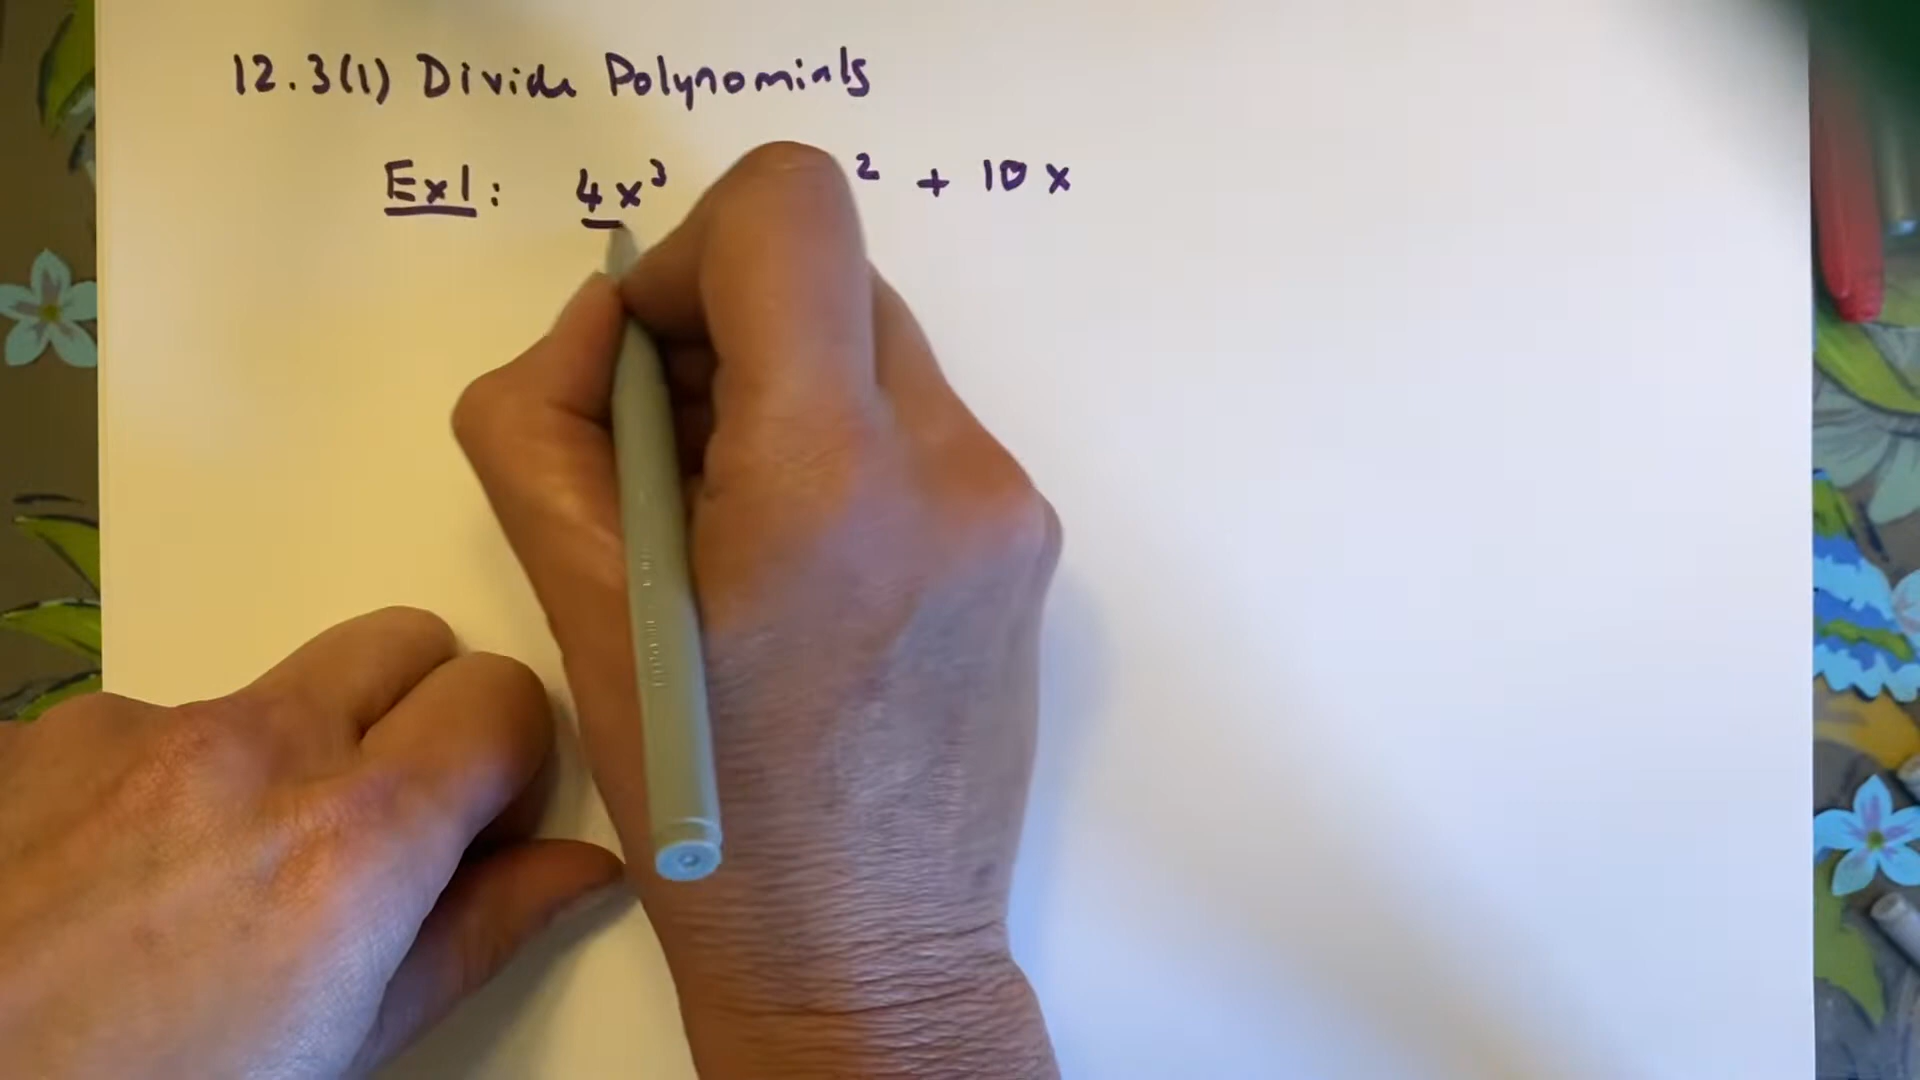 12.3(1) Divide Polynomials
Ex1: 4x³ ² + 10x